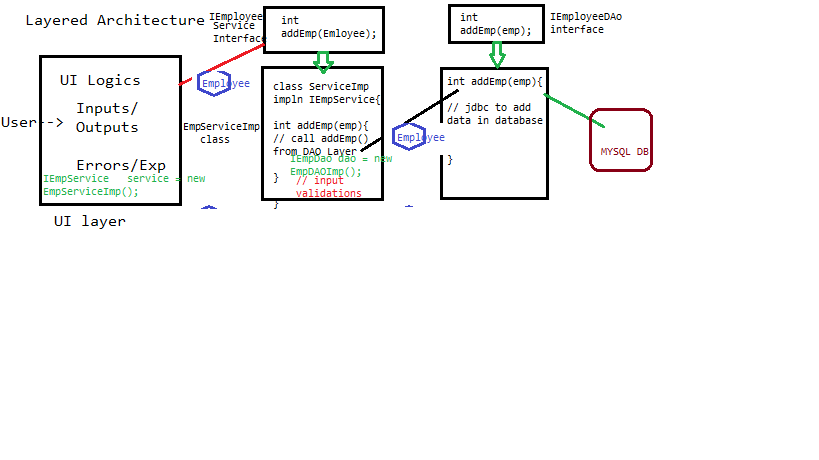 Layered Architecture
IEmployee
Service
Interface
int
addEmp(Emloyee);
int
addEmp(emp);
IEmployeeDAo
interface
UI Logics
Inputs/
Outputs
User-->
Errors/Exp
IEmpService service = new
EmpServiceImp();
UI layer
Employee
EmpServiceImp
class
class ServiceImp
impln IEmpService{
int addEmp(emp){
// call addEmp()
from DAO Layer
IEmpDao dao = new
EmpDAOImp();
}
// input
validations
}
Employee
int addEmp(emp){
// jdbc to add
data in database
}
MYSQL DB